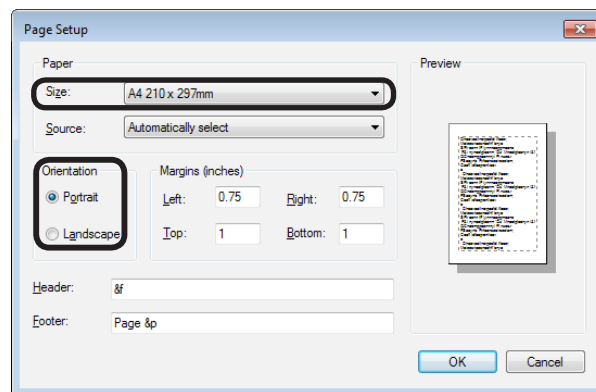 Page Setup
Paper
Size: A4 210 x 297mm
Source: Automatically select
Orientation
Portrait
Landscape
Margins (inches)
Left: 0.75 Right: 0.75
Top: 1 Bottom: 1
Header: &f
Footer: Page &p
Preview
OK Cancel